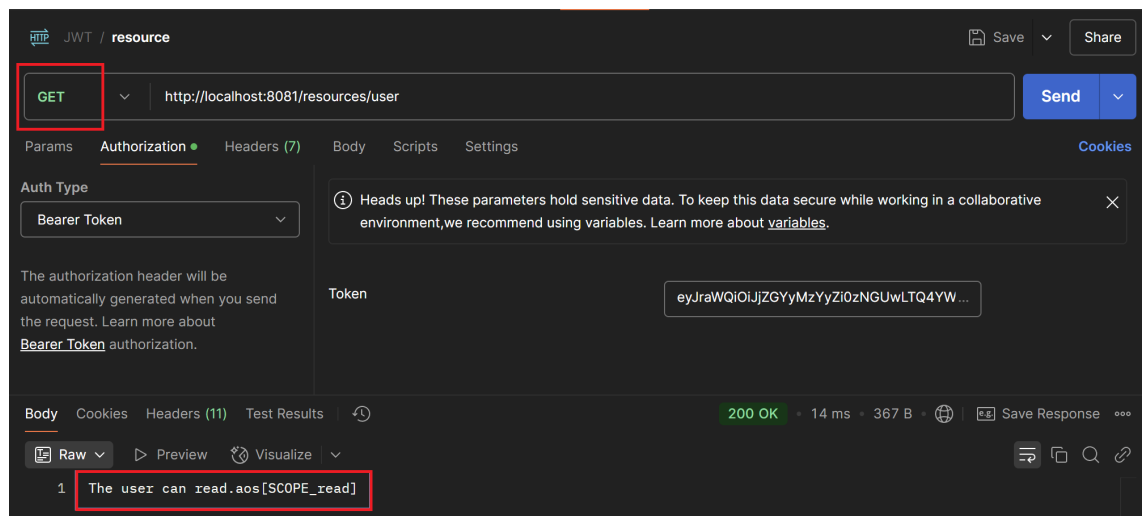 HTTP JWT / resource Save Share
GET http://localhost:8081/resources/user Send
Params Authorization Headers (7) Body Scripts Settings Cookies
Auth Type
Bearer Token
Heads up! These parameters hold sensitive data. To keep this data secure while working in a collaborative
environment,we recommend using variables. Learn more about variables.
The authorization header will be
automatically generated when you send
the request. Learn more about
Bearer Token authorization.
Token eyJraWQiOiJjZGYyMzYyZi0zNGUwLTQ4YW...
Body Cookies Headers (11) Test Results 200 OK 14 ms 367 B e.g. Save Response
Raw Preview Visualize
1 The user can read.aos[SCOPE_read]